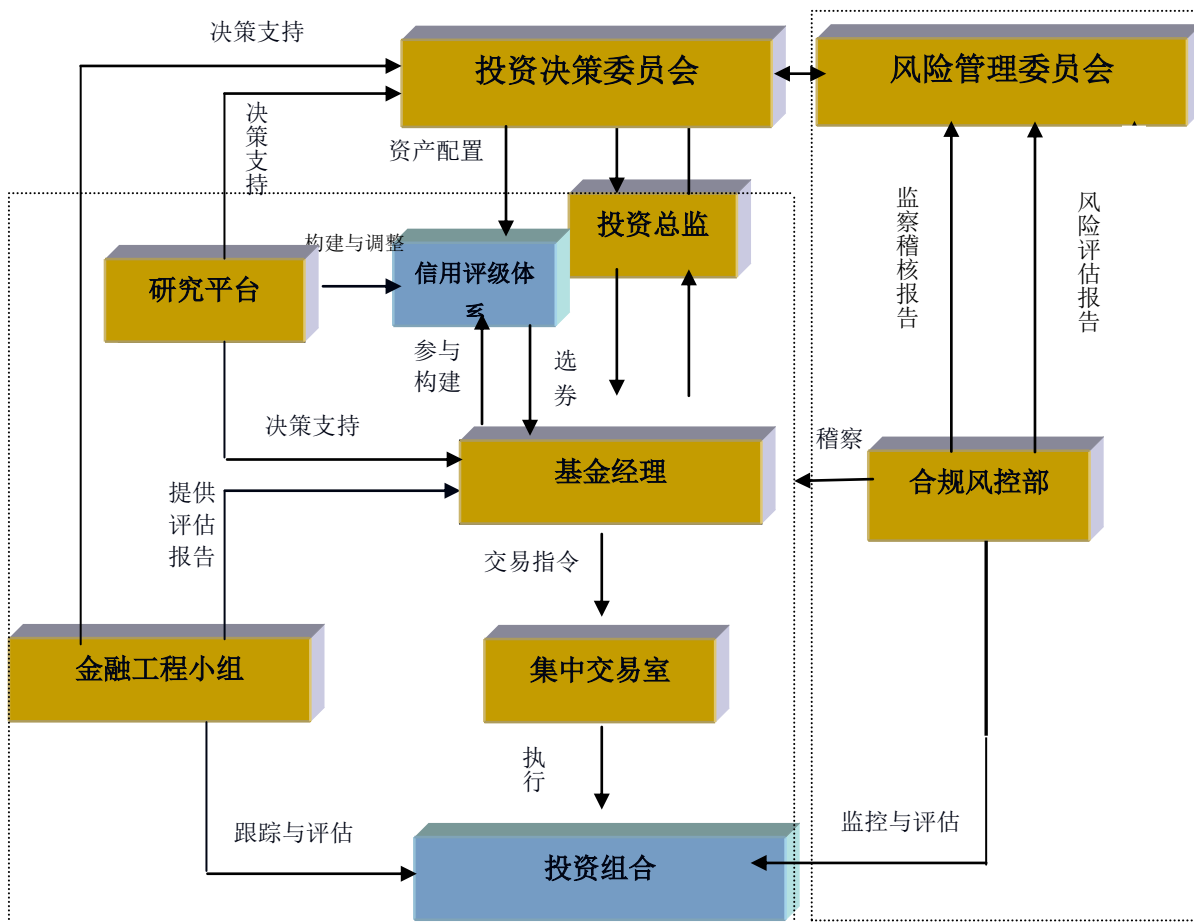 决策支持
投资决策委员会
风险管理委员会
决策支持
资产配置
监察稽核报告
风险评估报告
投资总监
构建与调整
研究平台
信用评级体
系
参与
构建
选
券
决策支持
稽察
基金经理
合规风控部
提供
评估
报告
交易指令
金融工程小组
集中交易室
执行
跟踪与评估
监控与评估
投资组合